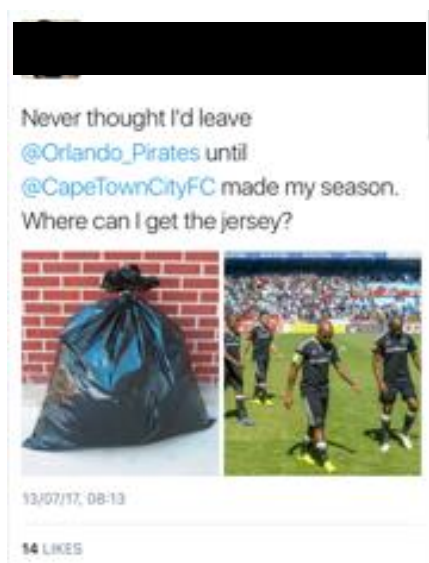 Never thought I'd leave
@Orlando_Pirates until
@CapeTownCityFC made my season.
Where can I get the jersey?
13/07/17, 08:13
14 LIKES